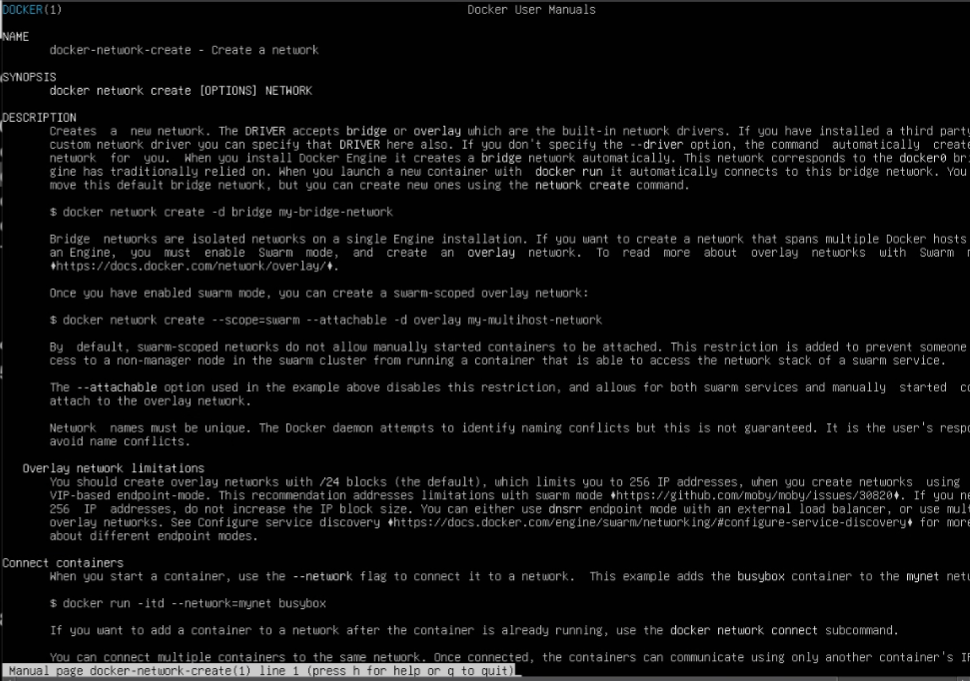 DOCKER(1) Docker User Manuals
NAME
docker-network-create - Create a network
SYNOPSIS
docker network create [OPTIONS] NETWORK
DESCRIPTION
Creates a new network. The DRIVER accepts bridge or overlay which are the built-in network drivers. If you have installed a third party
custom network driver you can specify that DRIVER here also. If you don't specify the --driver option, the command automatically create
network for you. When you install Docker Engine it creates a bridge network automatically. This network corresponds to the docker0 br
gine has traditionally relied on. When you launch a new container with docker run it automatically connects to this bridge network. You
move this default bridge network, but you can create new ones using the network create command.
$ docker network create -d bridge my-bridge-network
Bridge networks are isolated networks on a single Engine installation. If you want to create a network that spans multiple Docker hosts
an Engine, you must enable Swarm mode, and create an overlay network. To read more about overlay networks with Swarm
♦https://docs.docker.com/network/overlay/♦.
Once you have enabled swarm mode, you can create a swarm-scoped overlay network:
$ docker network create --scope=swarm --attachable -d overlay my-multihost-network
By default, swarm-scoped networks do not allow manually started containers to be attached. This restriction is added to prevent someone
cess to a non-manager node in the swarm cluster from running a container that is able to access the network stack of a swarm service.
The --attachable option used in the example above disables this restriction, and allows for both swarm services and manually started co
attach to the overlay network.
Network names must be unique. The Docker daemon attempts to identify naming conflicts but this is not guaranteed. It is the user's resp
avoid name conflicts.
Overlay network limitations
You should create overlay networks with /24 blocks (the default), which limits you to 256 IP addresses, when you create networks using
VIP-based endpoint-mode. This recommendation addresses limitations with swarm mode ♦https://github.com/moby/moby/issues/30820♦. If you ne
256 IP addresses, do not increase the IP block size. You can either use dnsrr endpoint mode with an external load balancer, or use mul
overlay networks. See Configure service discovery ♦https://docs.docker.com/engine/swarm/networking/#configure-service-discovery♦ for more
about different endpoint modes.
Connect containers
When you start a container, use the --network flag to connect it to a network. This example adds the busybox container to the mynet net
$ docker run -itd --network=mynet busybox
If you want to add a container to a network after the container is already running, use the docker network connect subcommand.
You can connect multiple containers to the same network. Once connected, the containers can communicate using only another container's IP
Manual page docker-network-create(1) line 1 (press h for help or q to quit)